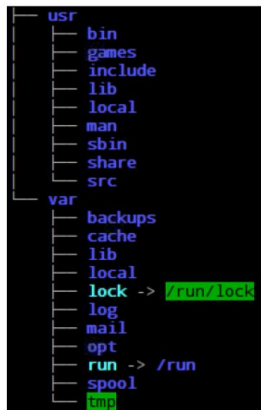 ├── usr
│   ├── bin
│   ├── games
│   ├── include
│   ├── lib
│   ├── local
│   ├── man
│   ├── sbin
│   ├── share
│   └── src
└── var
    ├── backups
    ├── cache
    ├── lib
    ├── local
    ├── lock -> /run/lock
    ├── log
    ├── mail
    ├── opt
    ├── run -> /run
    ├── spool
    └── tmp